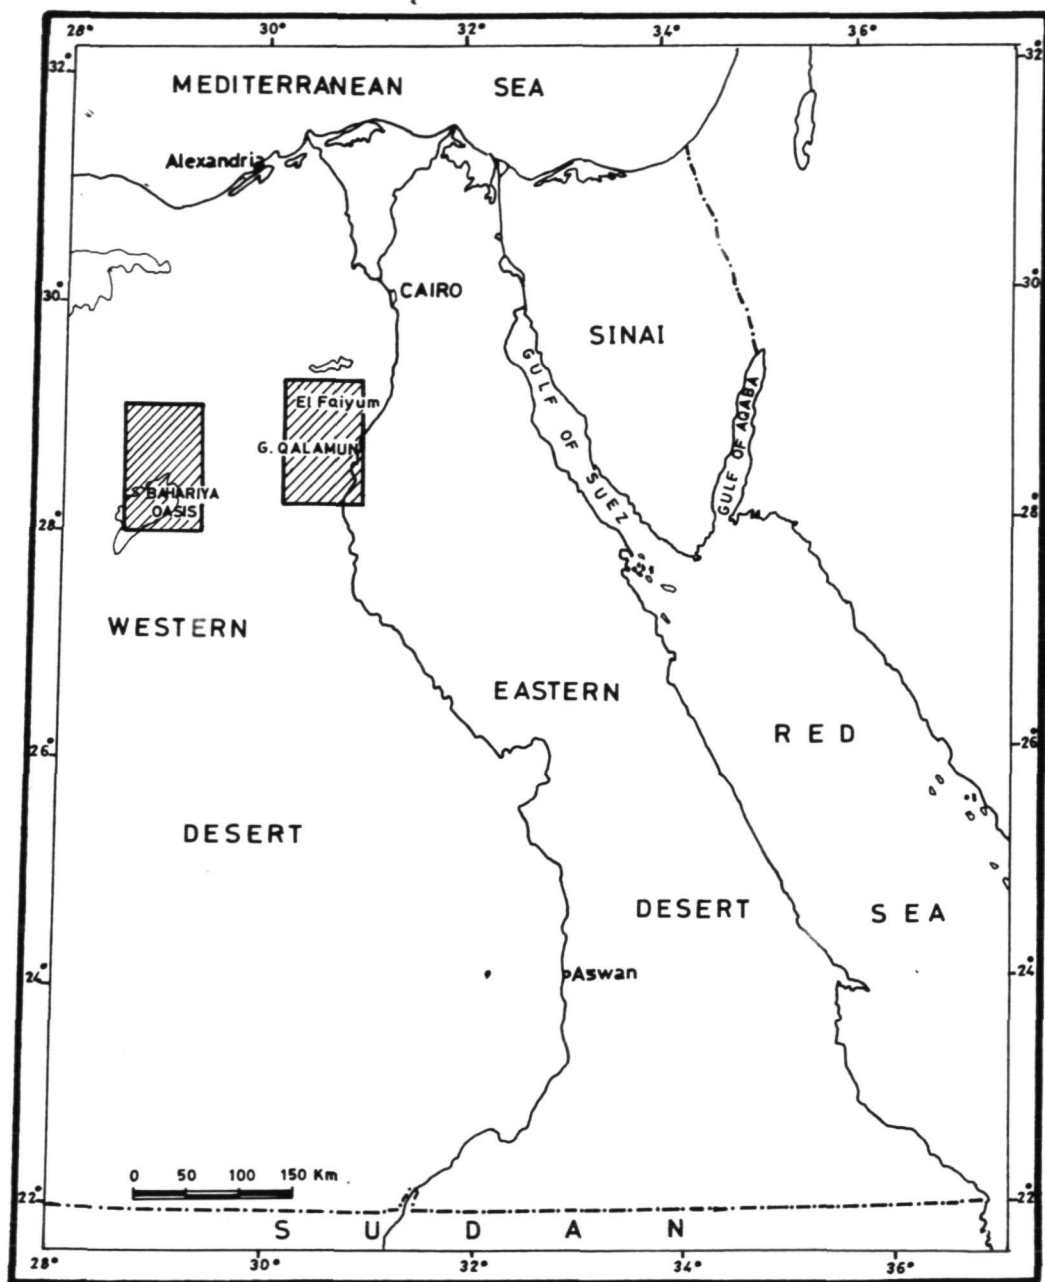 28° 30° 32° 34° 36°
32° 32°
MEDITERRANEAN SEA
Alexandria
30° 30°
CAIRO
SINAI
GULF OF SUEZ
GULF OF AQABA
El Faiyum
G. QALAMUN
BAHARIYA
OASIS
28° 28°
WESTERN
EASTERN
RED
26° 26°
DESERT
DESERT
SEA
24° 24°
Aswan
0 50 100 150 Km
22° 22°
SUDAN
28° 30° 32° 34° 36°